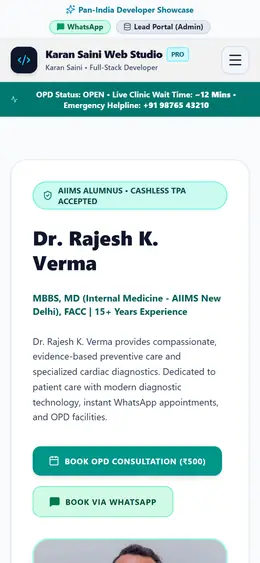 Pan-India Developer Showcase
WhatsApp
Lead Portal (Admin)
Karan Saini Web Studio PRO
Karan Saini • Full-Stack Developer
OPD Status: OPEN • Live Clinic Wait Time: ~12 Mins •
Emergency Helpline: +91 98765 43210
AIIMS ALUMNUS • CASHLESS TPA
ACCEPTED
Dr. Rajesh K.
Verma
MBBS, MD (Internal Medicine - AIIMS New
Delhi), FACC | 15+ Years Experience
Dr. Rajesh K. Verma provides compassionate,
evidence-based preventive care and
specialized cardiac diagnostics. Dedicated to
patient care with modern diagnostic
technology, instant WhatsApp appointments,
and OPD facilities.
BOOK OPD CONSULTATION (₹500)
BOOK VIA WHATSAPP